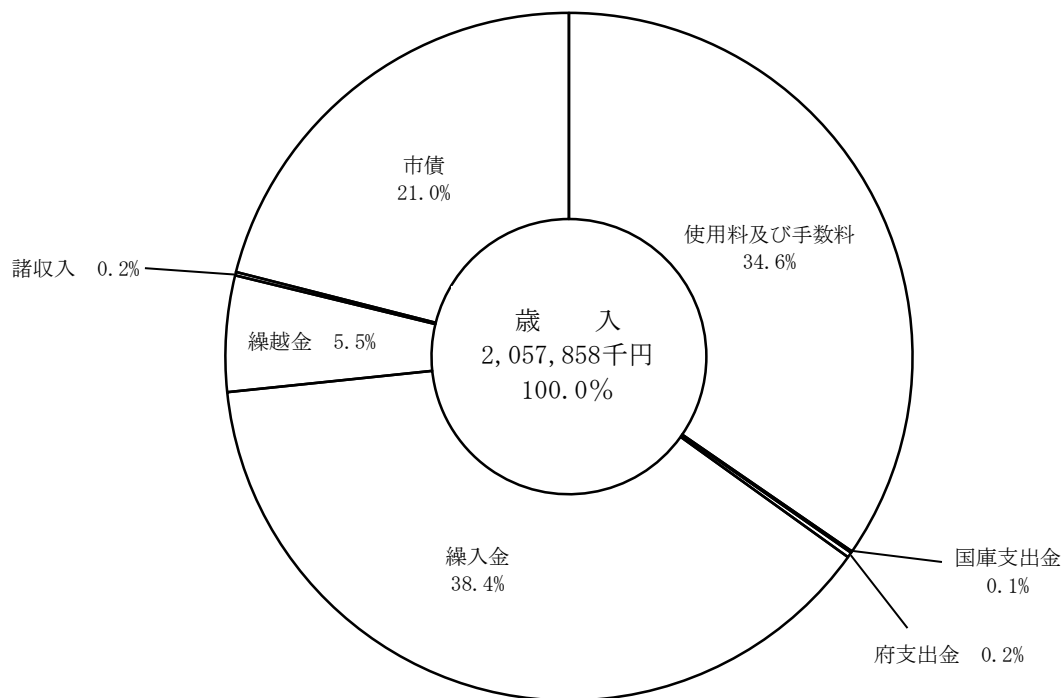 市債
21.0%
使用料及び手数料
34.6%
諸収入 0.2%
繰越金 5.5%
歳 入
2,057,858千円
100.0%
繰入金
38.4%
国庫支出金
0.1%
府支出金 0.2%